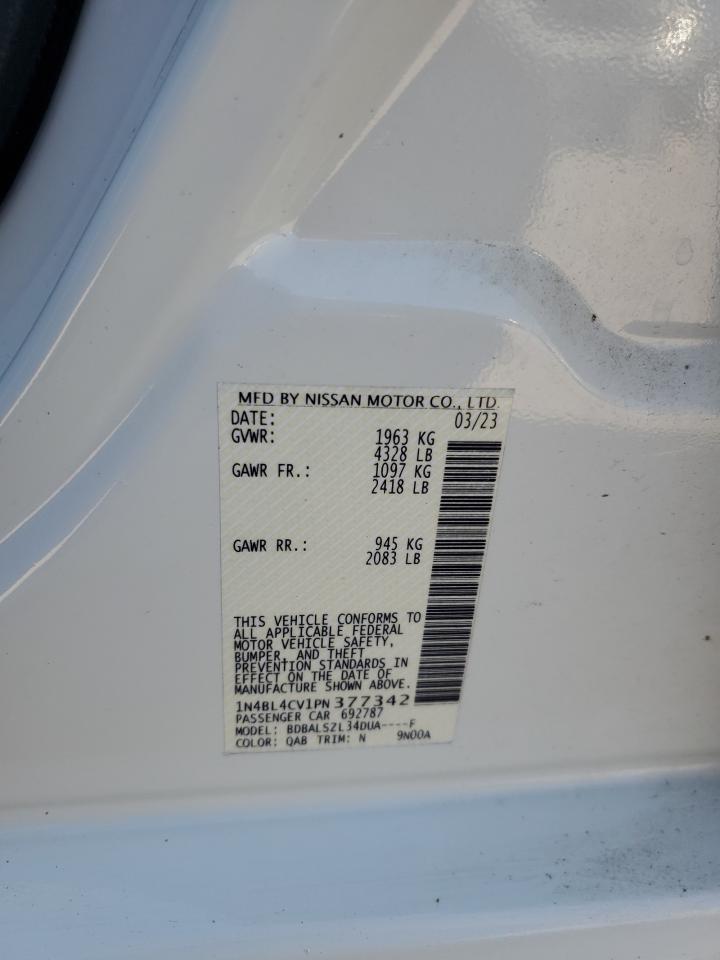 MFD BY NISSAN MOTOR CO., LTD.
DATE: 03/23
GVWR: 1963 KG
4328 LB
GAWR FR.: 1097 KG
2418 LB
GAWR RR.: 945 KG
2083 LB
THIS VEHICLE CONFORMS TO
ALL APPLICABLE FEDERAL
MOTOR VEHICLE SAFETY,
BUMPER, AND THEFT
PREVENTION STANDARDS IN
EFFECT ON THE DATE OF
MANUFACTURE SHOWN ABOVE.
1N4BL4CV1PN377342
PASSENGER CAR 692787
MODEL: BDBALSZL34DUA----F
COLOR: QAB TRIM: N 9N00A